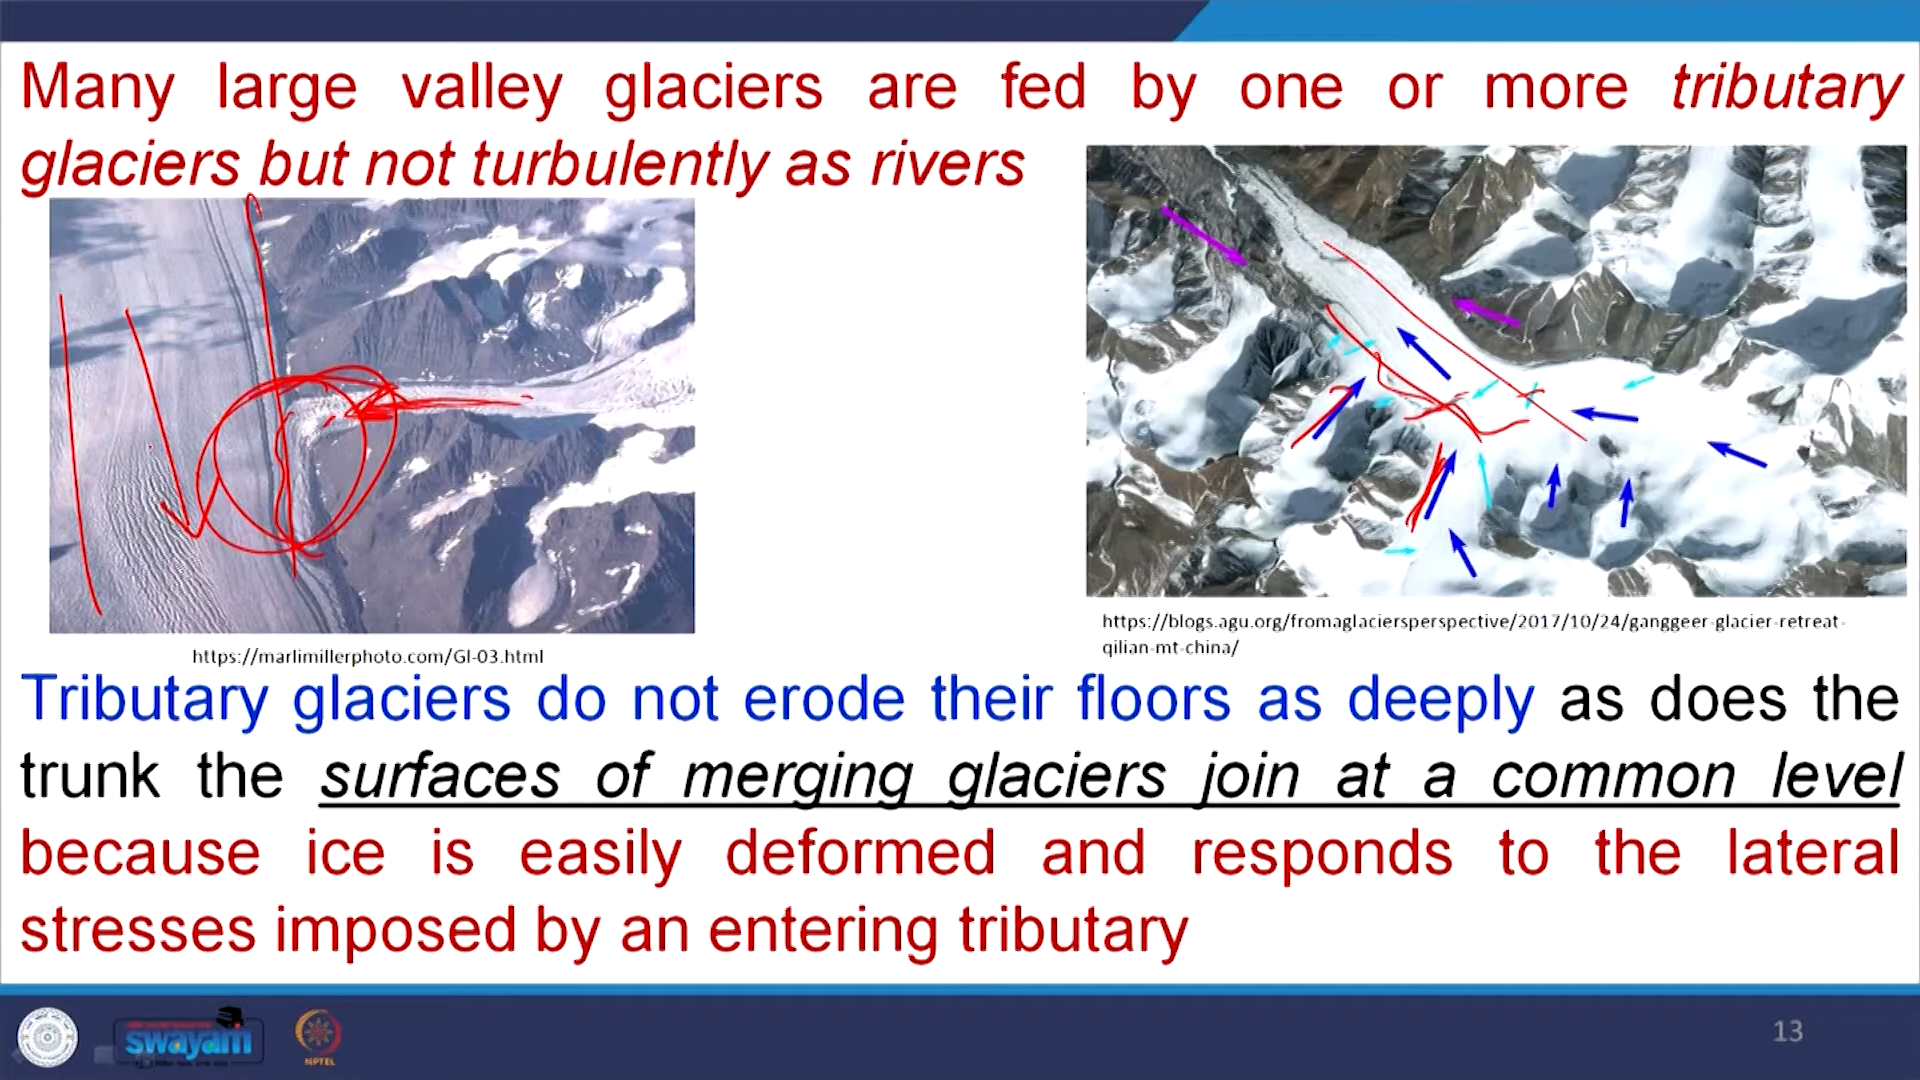 Many large valley glaciers are fed by one or more tributary
glaciers but not turbulently as rivers
https://marlimillerphoto.com/GI-03.html
https://blogs.agu.org/fromaglaciersperspective/2017/10/24/ganggeer-glacier-retreat-
qilian-mt-china/
Tributary glaciers do not erode their floors as deeply as does the
trunk the surfaces of merging glaciers join at a common level
because ice is easily deformed and responds to the lateral
stresses imposed by an entering tributary
swayam
NPTEL
13